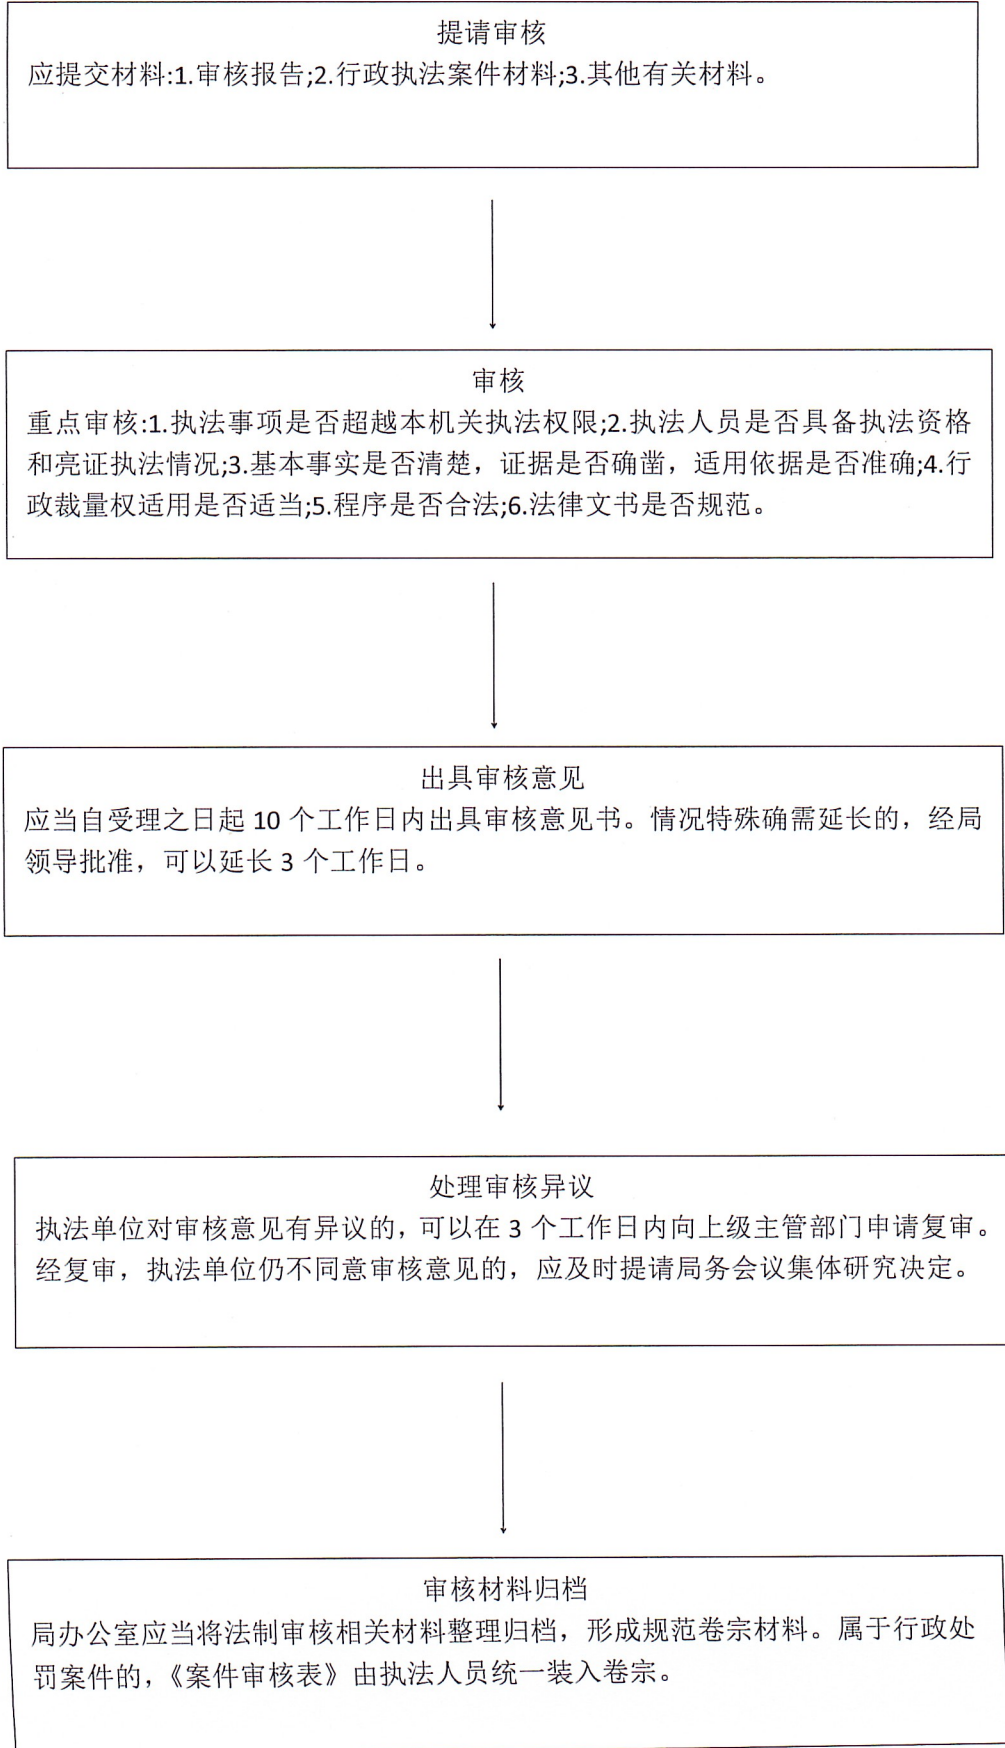 提请审核
应提交材料:1.审核报告;2.行政执法案件材料;3.其他有关材料。
审核
重点审核:1.执法事项是否超越本机关执法权限;2.执法人员是否具备执法资格
和亮证执法情况;3.基本事实是否清楚，证据是否确凿，适用依据是否准确;4.行
政裁量权适用是否适当;5.程序是否合法;6.法律文书是否规范。
出具审核意见
应当自受理之日起 10 个工作日内出具审核意见书。情况特殊确需延长的，经局
领导批准，可以延长 3 个工作日。
处理审核异议
执法单位对审核意见有异议的，可以在 3 个工作日内向上级主管部门申请复审。
经复审，执法单位仍不同意审核意见的，应及时提请局务会议集体研究决定。
审核材料归档
局办公室应当将法制审核相关材料整理归档，形成规范卷宗材料。属于行政处
罚案件的，《案件审核表》由执法人员统一装入卷宗。